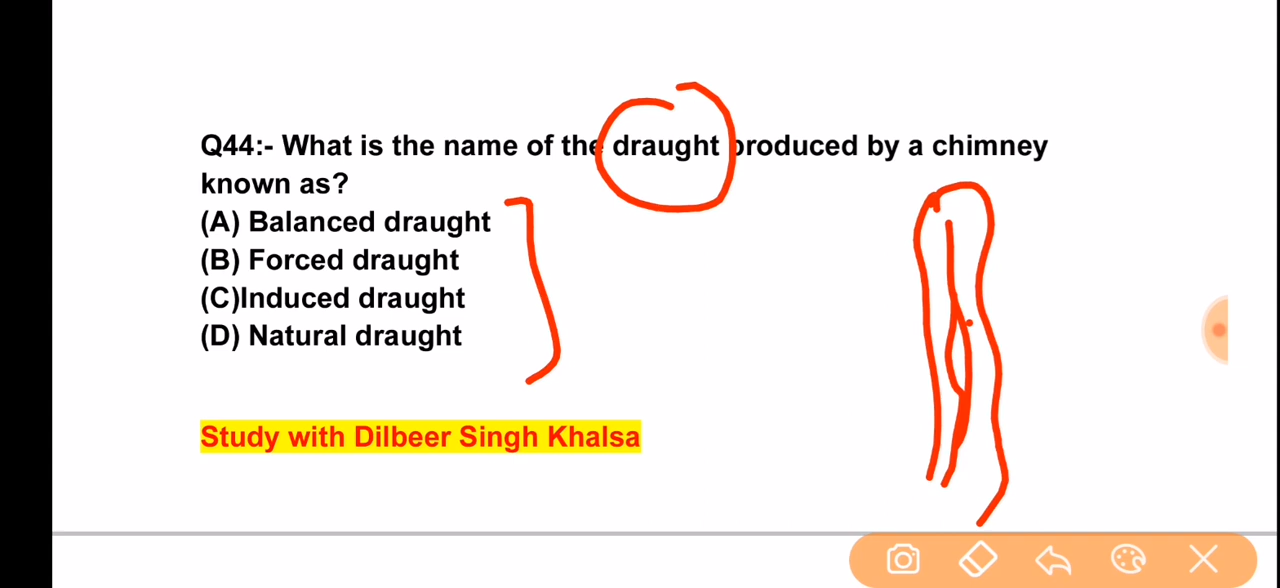 Q44:- What is the name of the draught produced by a chimney
known as?
(A) Balanced draught
(B) Forced draught
(C)Induced draught
(D) Natural draught
Study with Dilbeer Singh Khalsa